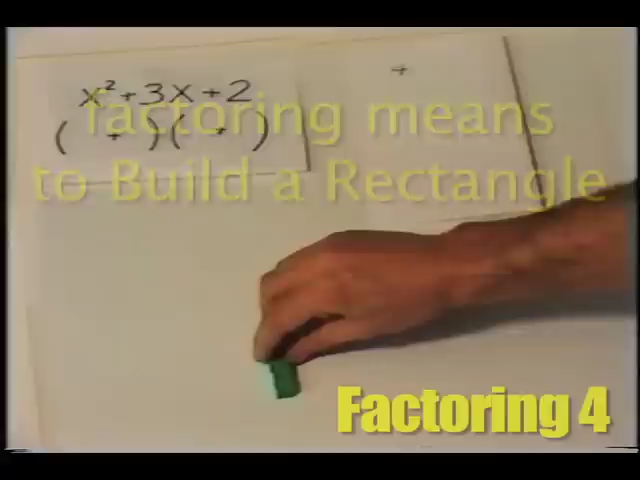 x²+3x+2
( + )( + )
+
factoring means
to Build a Rectangle
Factoring 4